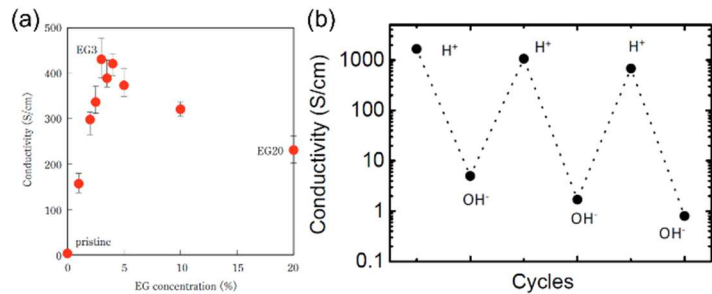 (a)
500
400
300
200
100
0
Conductivity (S/cm)
EG3
EG20
pristine
0
5
10
15
20
EG concentration (%)
(b)
1000
100
10
1
0.1
Conductivity (S/cm)
H⁺
H⁺
H⁺
OH⁻
OH⁻
OH⁻
Cycles